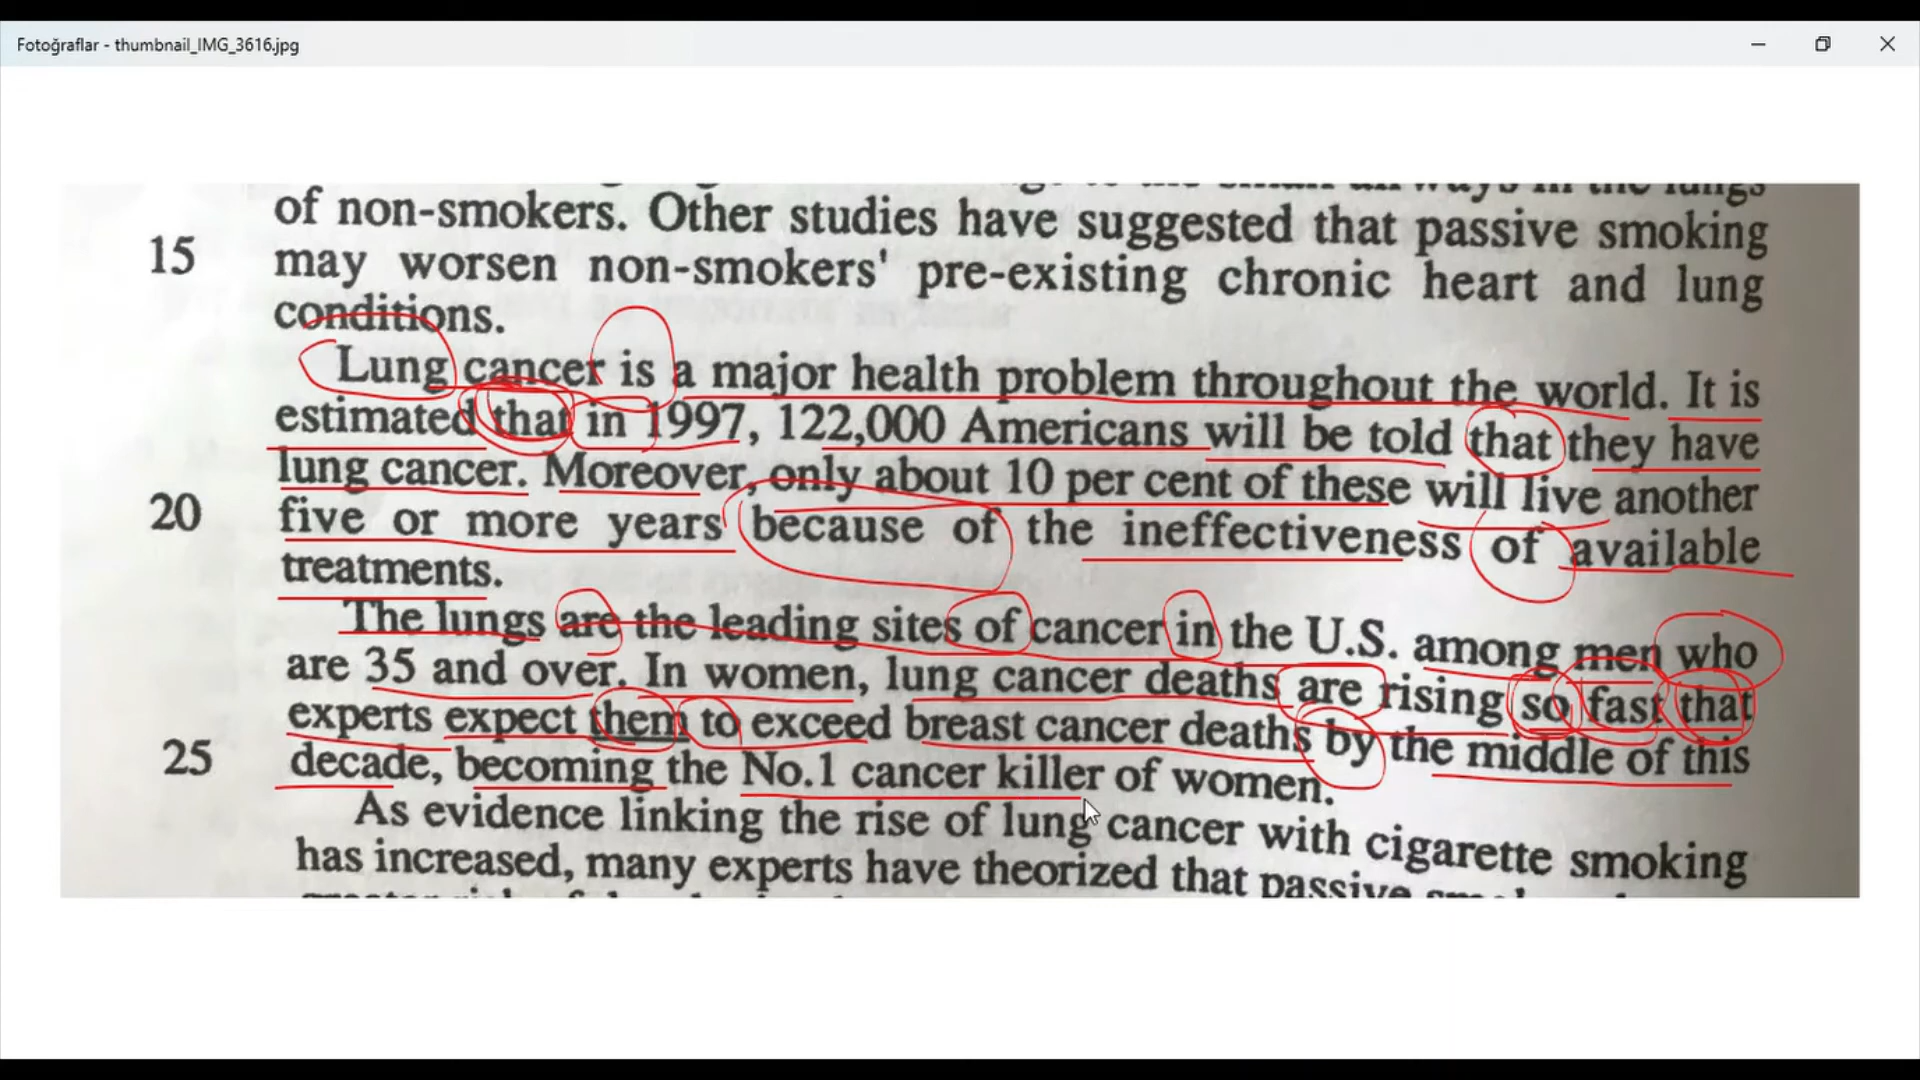 Fotoğraflar - thumbnail_IMG_3616.jpg
in the lungs
of non-smokers. Other studies have suggested that passive smoking
15 may worsen non-smokers' pre-existing chronic heart and lung
conditions.
Lung cancer is a major health problem throughout the world. It is
estimated that in 1997, 122,000 Americans will be told that they have
lung cancer. Moreover, only about 10 per cent of these will live another
20 five or more years because of the ineffectiveness of available
treatments.
The lungs are the leading sites of cancer in the U.S. among men who
are 35 and over. In women, lung cancer deaths are rising so fast that
experts expect them to exceed breast cancer deaths by the middle of this
25 decade, becoming the No.1 cancer killer of women.
As evidence linking the rise of lung cancer with cigarette smoking
has increased, many experts have theorized that passive